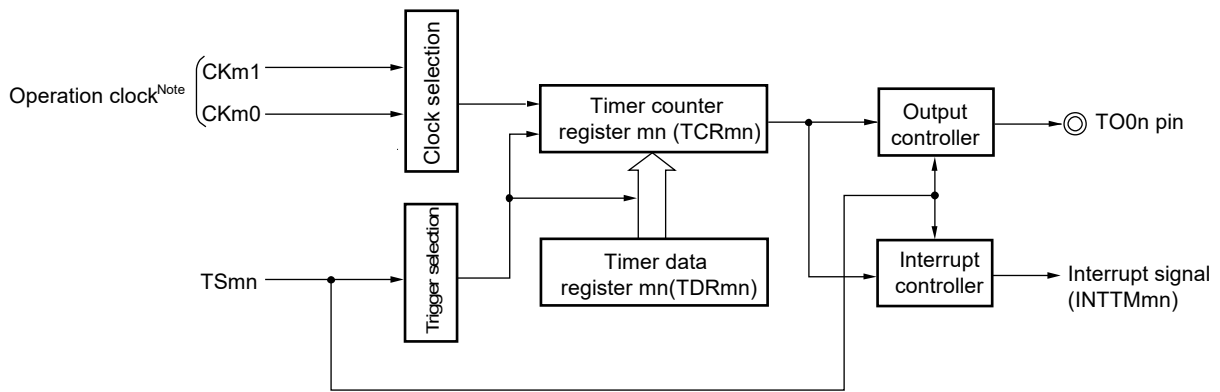 Operation clockNote
CKm1
CKm0
Clock selection
Timer counter
register mn (TCRmn)
Output
controller
TO0n pin
TSmn
Trigger selection
Timer data
register mn(TDRmn)
Interrupt
controller
Interrupt signal
(INTTMmn)